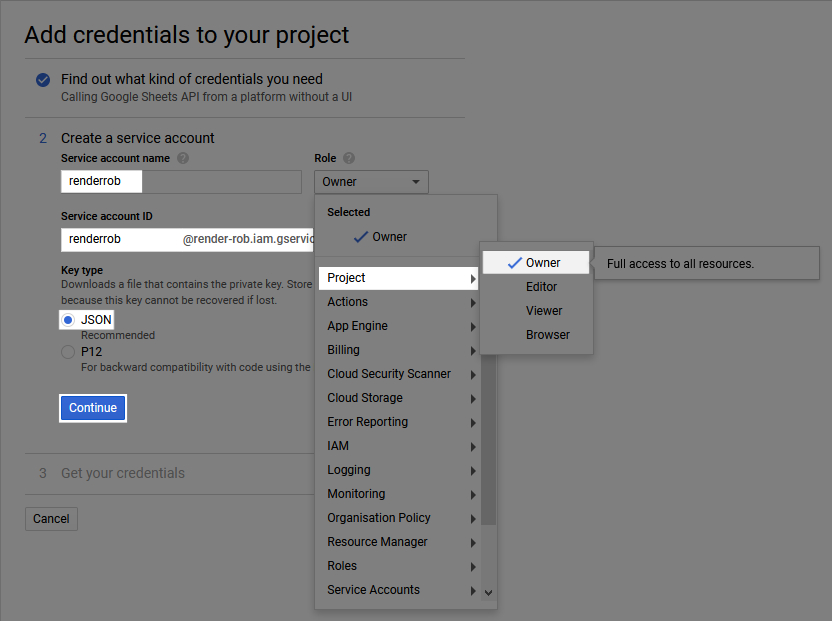 Add credentials to your project
Find out what kind of credentials you need
Calling Google Sheets API from a platform without a UI
2 Create a service account
Service account name ?
renderrob
Role ?
Owner
Service account ID
renderrob @render-rob.iam.gservic
Key type
Downloads a file that contains the private key. Store
because this key cannot be recovered if lost.
JSON
Recommended
P12
For backward compatibility with code using the
Continue
3 Get your credentials
Cancel
Selected
Owner
Project
Actions
App Engine
Billing
Cloud Security Scanner
Cloud Storage
Error Reporting
IAM
Logging
Monitoring
Organisation Policy
Resource Manager
Roles
Service Accounts
Owner
Editor
Viewer
Browser
Full access to all resources.